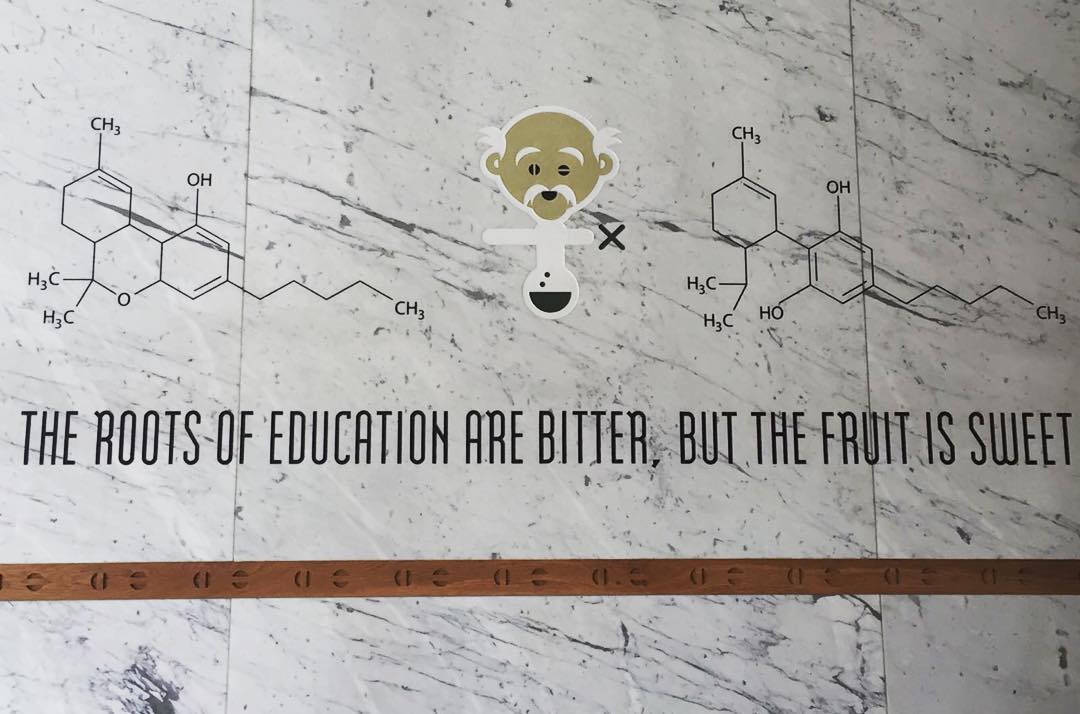 CH₃
OH
H₃C
H₃C
O
CH₃
CH₃
OH
H₃C
H₃C
HO
CH₃
THE ROOTS OF EDUCATION ARE BITTER, BUT THE FRUIT IS SWEET